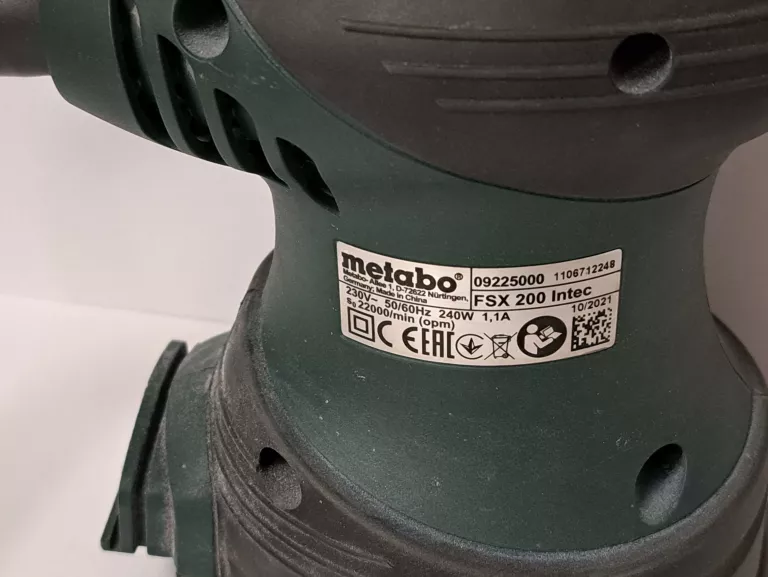 metabo®
Metabo-Allee 1, D-72622 Nürtingen,
Germany; Made in China
230V~ 50/60Hz 240W 1,1A
s₀ 22000/min (opm)
09225000 1106712248
FSX 200 Intec
10/2021
CE EAC